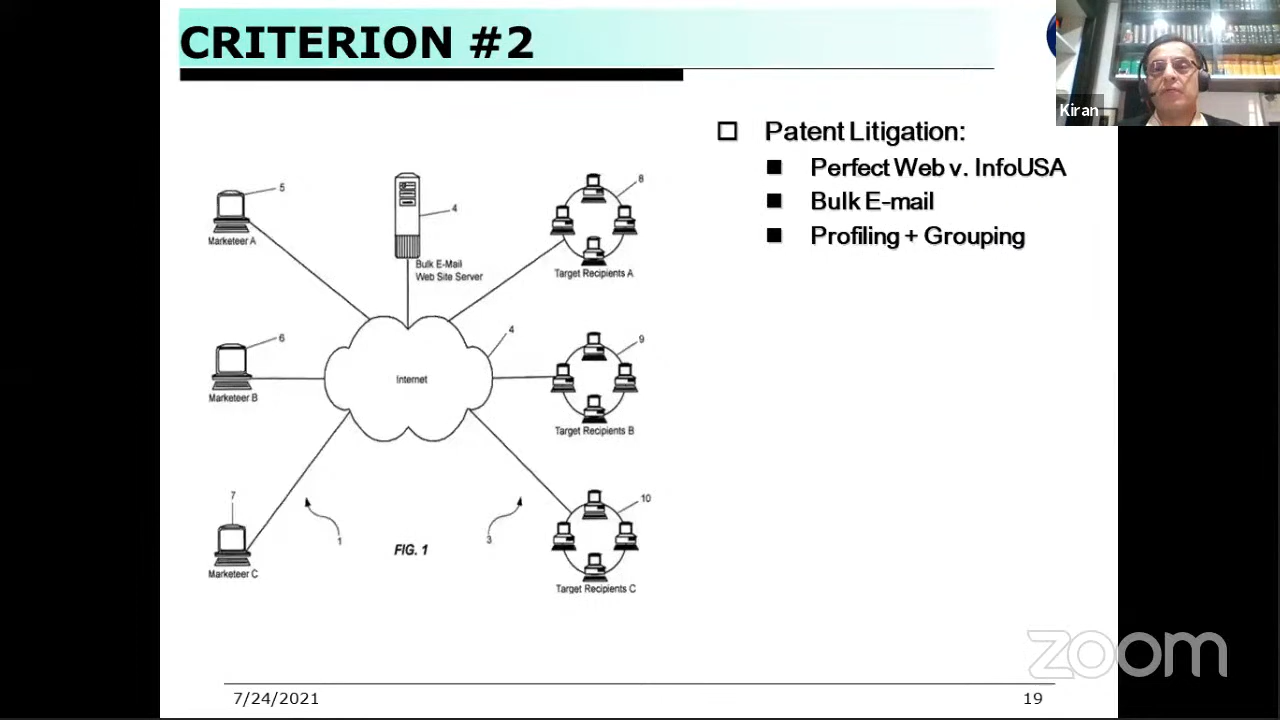 CRITERION #2
Kiran
Patent Litigation:
Perfect Web v. InfoUSA
Bulk E-mail
Profiling + Grouping
5
Marketeer A
4
Bulk E-Mail
Web Site Server
8
Target Recipients A
6
Marketeer B
4
Internet
9
Target Recipients B
7
Marketeer C
1
FIG. 1
3
10
Target Recipients C
zoom
7/24/2021
19